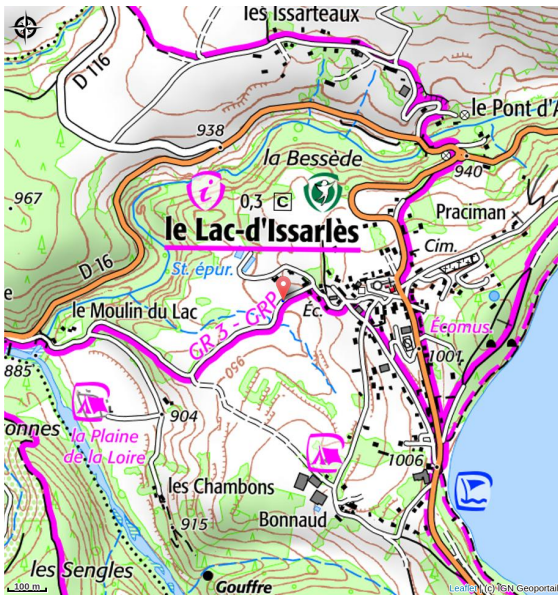 les Issarteaux
D 116
le Pont d'A
938
la Bessède
940
967
0,3 C
Praciman
le Lac-d'Issarlès
Cim.
D 16
St. épur.
e
le Moulin du Lac
GR 3 - GRP
Éc.
Écomus.
1001
950
885
904
onnes
la Plaine
de la Loire
1006
les Chambons
915
Bonnaud
les Sengles
Gouffre
100 m
Leaflet | (c) IGN Geoportail